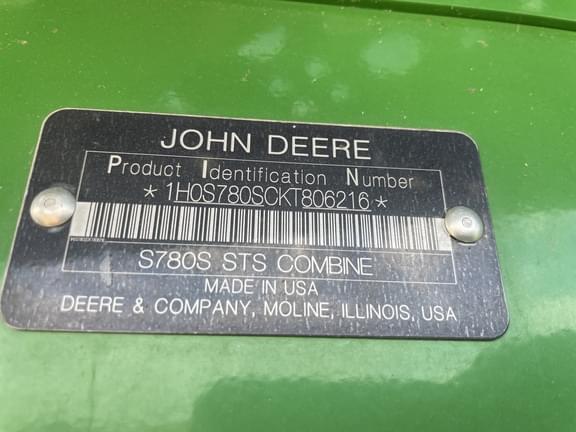 JOHN DEERE
Product Identification Number
*1H0S780SCKT806216*
S780S STS COMBINE
MADE IN USA
DEERE & COMPANY, MOLINE, ILLINOIS, USA